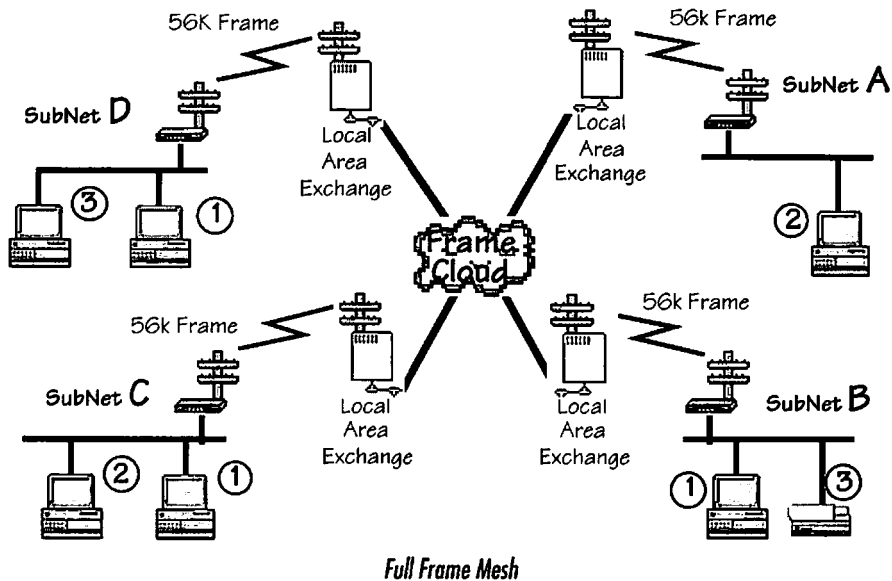 56K Frame
56k Frame
SubNet D
SubNet A
Local
Area
Exchange
Local
Area
Exchange
3
1
2
Frame
Cloud
56k Frame
56k Frame
SubNet C
SubNet B
Local
Area
Exchange
Local
Area
Exchange
2
1
1
3
Full Frame Mesh